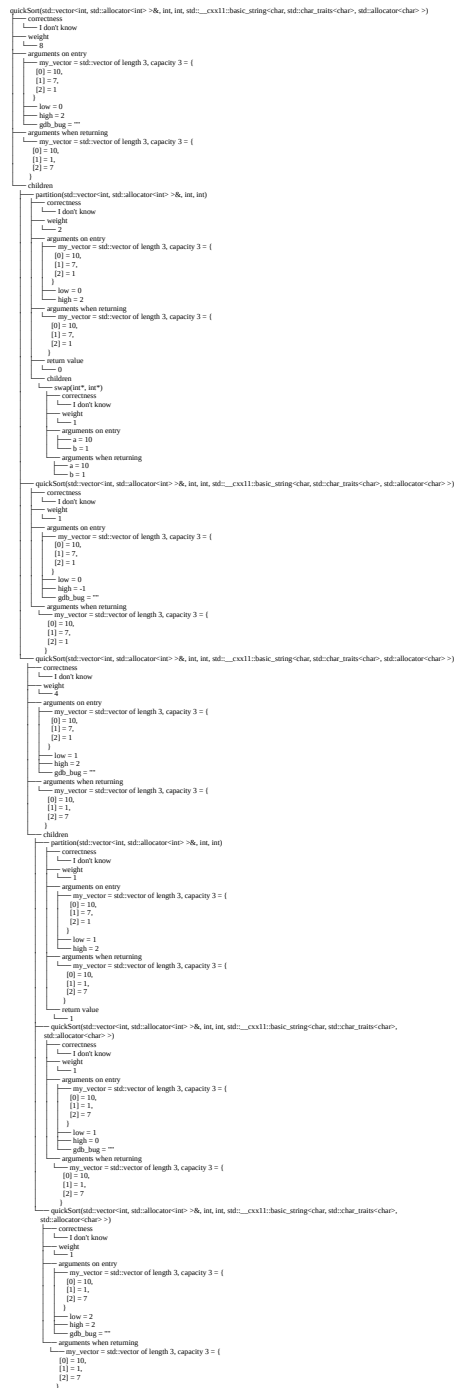 quickSort(std::vector<int, std::allocator<int> >&, int, int, std::__cxx11::basic_string<char, std::char_traits<char>, std::allocator<char> >)
correctness
I don't know
weight
8
arguments on entry
my_vector = std::vector of length 3, capacity 3 = {
[0] = 10,
[1] = 7,
[2] = 1
}
low = 0
high = 2
gdb_bug = ""
arguments when returning
my_vector = std::vector of length 3, capacity 3 = {
[0] = 10,
[1] = 1,
[2] = 7
}
children
partition(std::vector<int, std::allocator<int> >&, int, int)
correctness
I don't know
weight
2
arguments on entry
my_vector = std::vector of length 3, capacity 3 = {
[0] = 10,
[1] = 7,
[2] = 1
}
low = 0
high = 2
arguments when returning
my_vector = std::vector of length 3, capacity 3 = {
[0] = 10,
[1] = 7,
[2] = 1
}
return value
0
children
swap(int*, int*)
correctness
I don't know
weight
1
arguments on entry
a = 10
b = 1
arguments when returning
a = 10
b = 1
quickSort(std::vector<int, std::allocator<int> >&, int, int, std::__cxx11::basic_string<char, std::char_traits<char>, std::allocator<char> >)
correctness
I don't know
weight
1
arguments on entry
my_vector = std::vector of length 3, capacity 3 = {
[0] = 10,
[1] = 7,
[2] = 1
}
low = 0
high = -1
gdb_bug = ""
arguments when returning
my_vector = std::vector of length 3, capacity 3 = {
[0] = 10,
[1] = 7,
[2] = 1
}
quickSort(std::vector<int, std::allocator<int> >&, int, int, std::__cxx11::basic_string<char, std::char_traits<char>, std::allocator<char> >)
correctness
I don't know
weight
4
arguments on entry
my_vector = std::vector of length 3, capacity 3 = {
[0] = 10,
[1] = 7,
[2] = 1
}
low = 1
high = 2
gdb_bug = ""
arguments when returning
my_vector = std::vector of length 3, capacity 3 = {
[0] = 10,
[1] = 1,
[2] = 7
}
children
partition(std::vector<int, std::allocator<int> >&, int, int)
correctness
I don't know
weight
1
arguments on entry
my_vector = std::vector of length 3, capacity 3 = {
[0] = 10,
[1] = 7,
[2] = 1
}
low = 1
high = 2
arguments when returning
my_vector = std::vector of length 3, capacity 3 = {
[0] = 10,
[1] = 1,
[2] = 7
}
return value
1
quickSort(std::vector<int, std::allocator<int> >&, int, int, std::__cxx11::basic_string<char, std::char_traits<char>,
std::allocator<char> >)
correctness
I don't know
weight
1
arguments on entry
my_vector = std::vector of length 3, capacity 3 = {
[0] = 10,
[1] = 1,
[2] = 7
}
low = 1
high = 0
gdb_bug = ""
arguments when returning
my_vector = std::vector of length 3, capacity 3 = {
[0] = 10,
[1] = 1,
[2] = 7
}
quickSort(std::vector<int, std::allocator<int> >&, int, int, std::__cxx11::basic_string<char, std::char_traits<char>,
std::allocator<char> >)
correctness
I don't know
weight
1
arguments on entry
my_vector = std::vector of length 3, capacity 3 = {
[0] = 10,
[1] = 1,
[2] = 7
}
low = 2
high = 2
gdb_bug = ""
arguments when returning
my_vector = std::vector of length 3, capacity 3 = {
[0] = 10,
[1] = 1,
[2] = 7
}